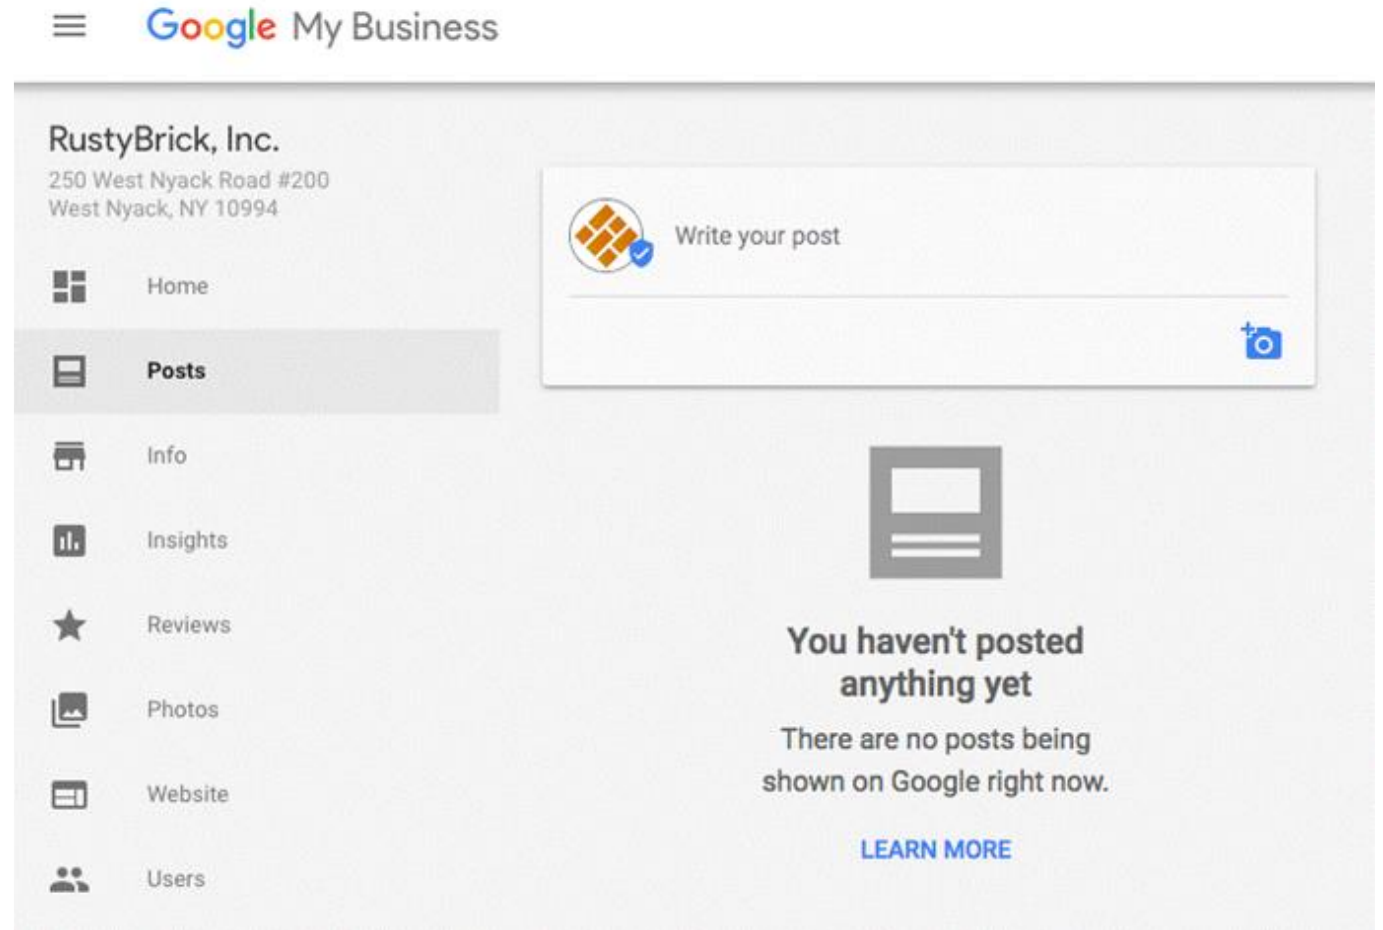 Google My Business
RustyBrick, Inc.
250 West Nyack Road #200
West Nyack, NY 10994
Home
Posts
Info
Insights
Reviews
Photos
Website
Users
Write your post
You haven't posted
anything yet
There are no posts being
shown on Google right now.
LEARN MORE